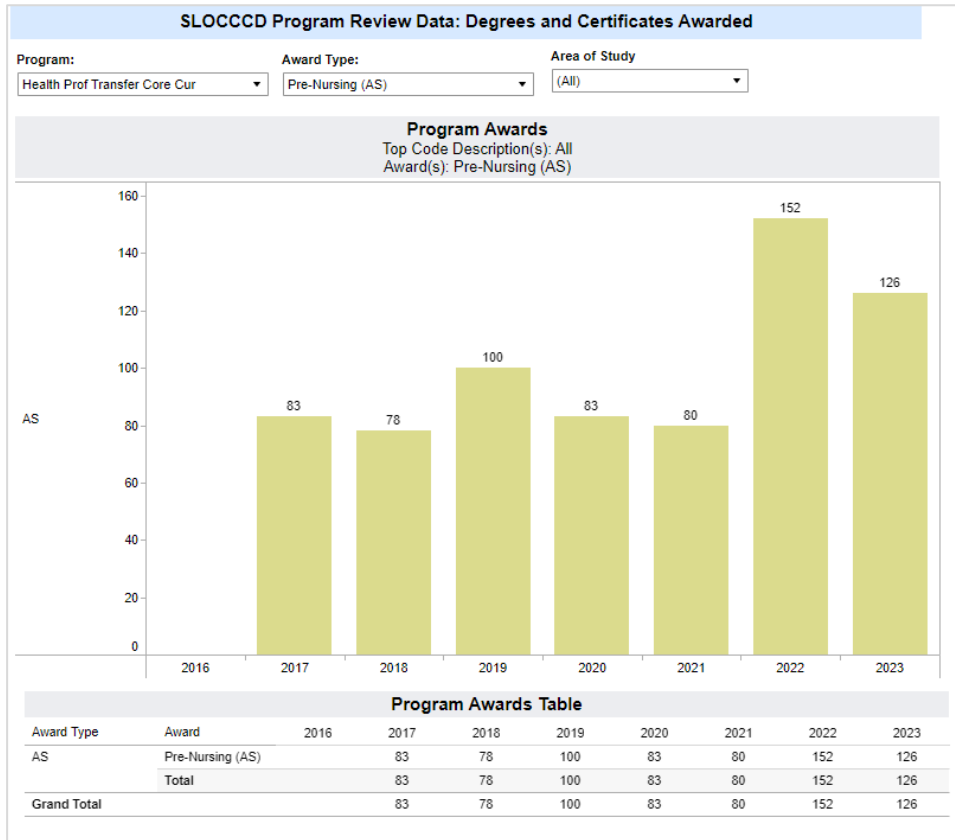 SLOCCCD Program Review Data: Degrees and Certificates Awarded
Program: Award Type: Area of Study
Health Prof Transfer Core Cur Pre-Nursing (AS) (All)
Program Awards
Top Code Description(s): All
Award(s): Pre-Nursing (AS)
160
152
140
126
120
100
100
83 78 83 80
AS
80
60
40
20
0
2016 2017 2018 2019 2020 2021 2022 2023
Program Awards Table
Award Type Award 2016 2017 2018 2019 2020 2021 2022 2023
AS Pre-Nursing (AS) 83 78 100 83 80 152 126
Total 83 78 100 83 80 152 126
Grand Total 83 78 100 83 80 152 126